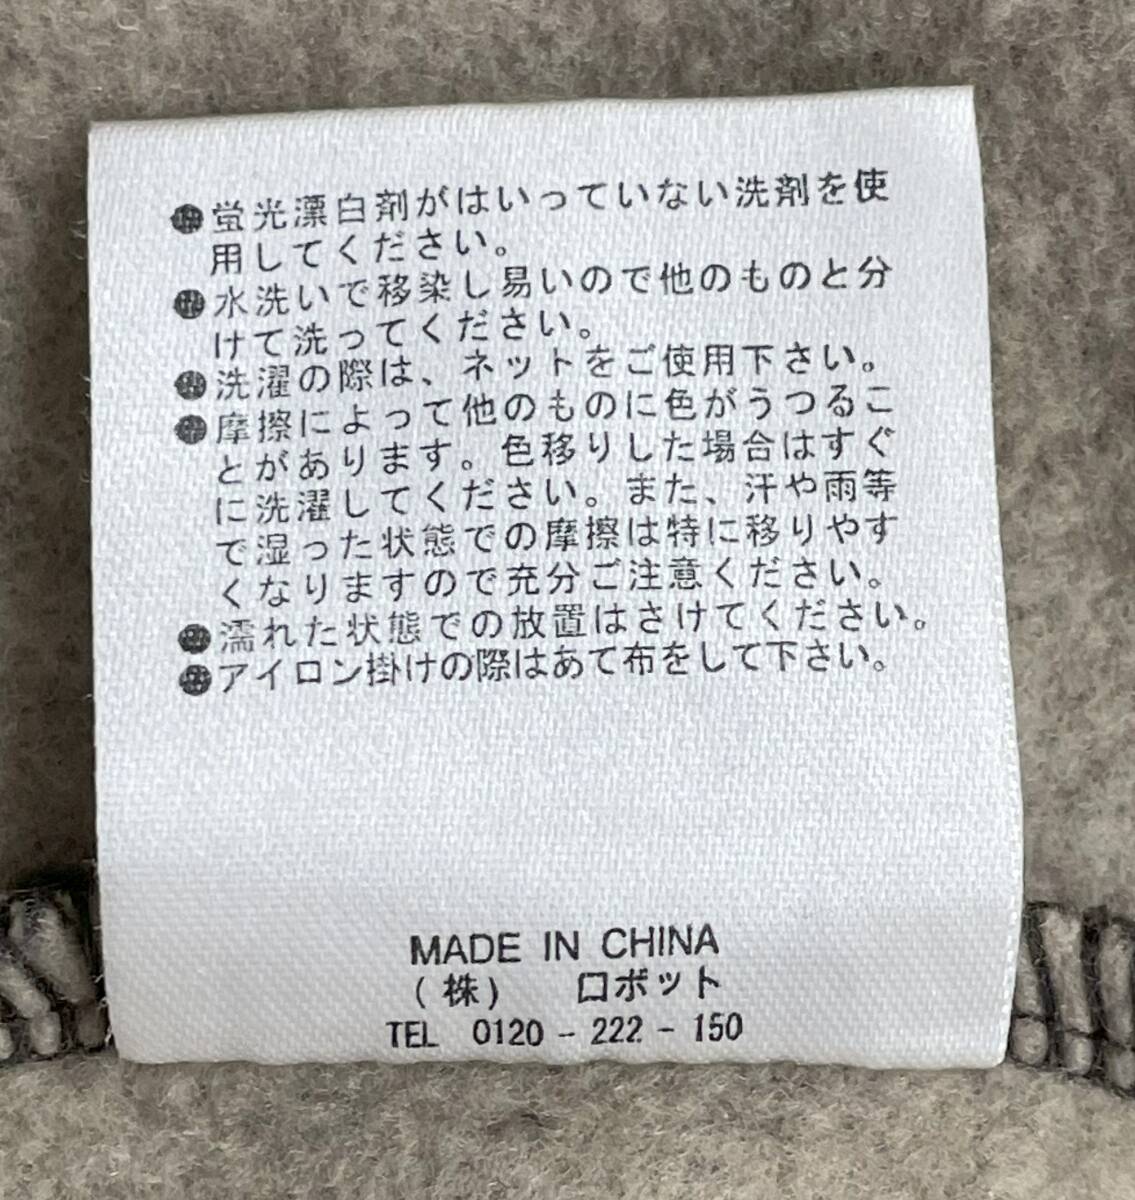 ●蛍光漂白剤がはいっていない洗剤を使
用してください。
●水洗いで移染し易いので他のものと分
けて洗ってください。
●洗濯の際は、ネットをご使用下さい。
●摩擦によって他のものに色がうつるこ
とがあります。色移りした場合はすぐ
に洗濯してください。また、汗や雨等
で湿った状態での摩擦は特に移りやす
くなりますので充分ご注意ください。
●濡れた状態での放置はさけてください。
●アイロン掛けの際はあて布をして下さい。
MADE IN CHINA
(株) ロボット
TEL 0120-222-150